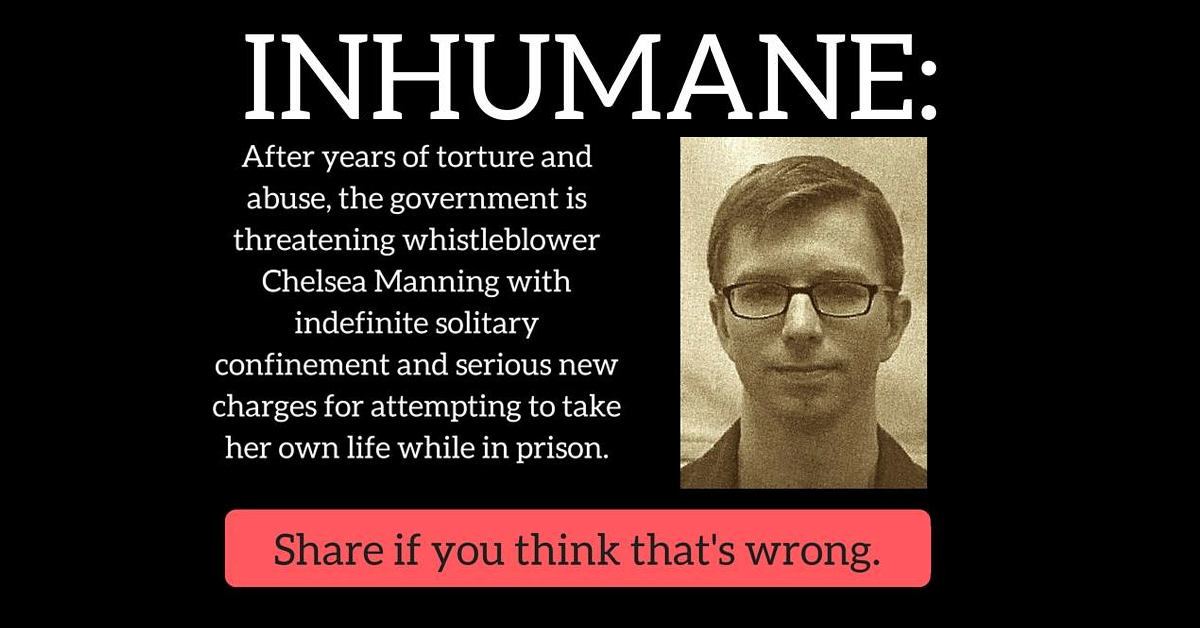 INHUMANE:
After years of torture and
abuse, the government is
threatening whistleblower
Chelsea Manning with
indefinite solitary
confinement and serious new
charges for attempting to take
her own life while in prison.
Share if you think that's wrong.